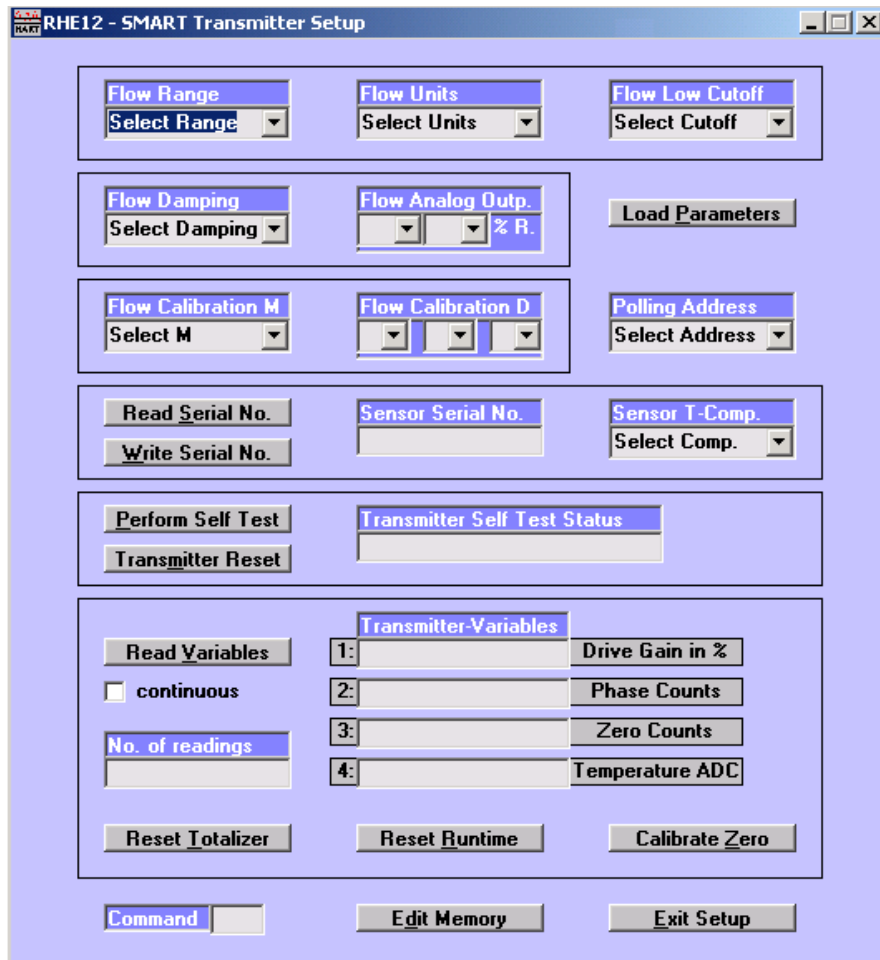 HART RHE12 - SMART Transmitter Setup
Flow Range Flow Units Flow Low Cutoff
Select Range Select Units Select Cutoff
Flow Damping Flow Analog Outp.
Select Damping % R. Load Parameters
Flow Calibration M Flow Calibration D Polling Address
Select M Select Address
Read Serial No. Sensor Serial No. Sensor T-Comp.
Write Serial No. Select Comp.
Perform Self Test Transmitter Self Test Status
Transmitter Reset
Transmitter-Variables
Read Variables 1: Drive Gain in %
continuous 2: Phase Counts
3: Zero Counts
No. of readings
4: Temperature ADC
Reset Totalizer Reset Runtime Calibrate Zero
Command Edit Memory Exit Setup